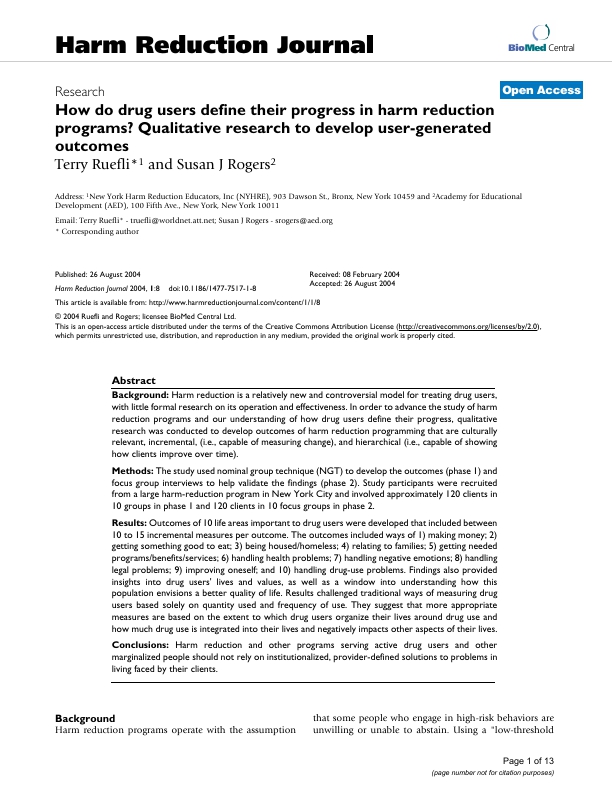 Harm Reduction Journal
BioMed Central
Research
Open Access
How do drug users define their progress in harm reduction
programs? Qualitative research to develop user-generated
outcomes
Terry Ruefli*1 and Susan J Rogers2
Address: 1New York Harm Reduction Educators, Inc (NYHRE), 903 Dawson St., Bronx, New York 10459 and 2Academy for Educational
Development (AED), 100 Fifth Ave., New York, New York 10011
Email: Terry Ruefli* - truefli@worldnet.att.net; Susan J Rogers - srogers@aed.org
* Corresponding author
Published: 26 August 2004
Harm Reduction Journal 2004, 1:8 doi:10.1186/1477-7517-1-8
Received: 08 February 2004
Accepted: 26 August 2004
This article is available from: http://www.harmreductionjournal.com/content/1/1/8
© 2004 Ruefli and Rogers; licensee BioMed Central Ltd.
This is an open-access article distributed under the terms of the Creative Commons Attribution License (http://creativecommons.org/licenses/by/2.0),
which permits unrestricted use, distribution, and reproduction in any medium, provided the original work is properly cited.
Abstract
Background: Harm reduction is a relatively new and controversial model for treating drug users,
with little formal research on its operation and effectiveness. In order to advance the study of harm
reduction programs and our understanding of how drug users define their progress, qualitative
research was conducted to develop outcomes of harm reduction programming that are culturally
relevant, incremental, (i.e., capable of measuring change), and hierarchical (i.e., capable of showing
how clients improve over time).
Methods: The study used nominal group technique (NGT) to develop the outcomes (phase 1) and
focus group interviews to help validate the findings (phase 2). Study participants were recruited
from a large harm-reduction program in New York City and involved approximately 120 clients in
10 groups in phase 1 and 120 clients in 10 focus groups in phase 2.
Results: Outcomes of 10 life areas important to drug users were developed that included between
10 to 15 incremental measures per outcome. The outcomes included ways of 1) making money; 2)
getting something good to eat; 3) being housed/homeless; 4) relating to families; 5) getting needed
programs/benefits/services; 6) handling health problems; 7) handling negative emotions; 8) handling
legal problems; 9) improving oneself; and 10) handling drug-use problems. Findings also provided
insights into drug users' lives and values, as well as a window into understanding how this
population envisions a better quality of life. Results challenged traditional ways of measuring drug
users based solely on quantity used and frequency of use. They suggest that more appropriate
measures are based on the extent to which drug users organize their lives around drug use and
how much drug use is integrated into their lives and negatively impacts other aspects of their lives.
Conclusions: Harm reduction and other programs serving active drug users and other
marginalized people should not rely on institutionalized, provider-defined solutions to problems in
living faced by their clients.
Background
Harm reduction programs operate with the assumption
that some people who engage in high-risk behaviors are
unwilling or unable to abstain. Using a "low-threshold
Page 1 of 13
(page number not for citation purposes)